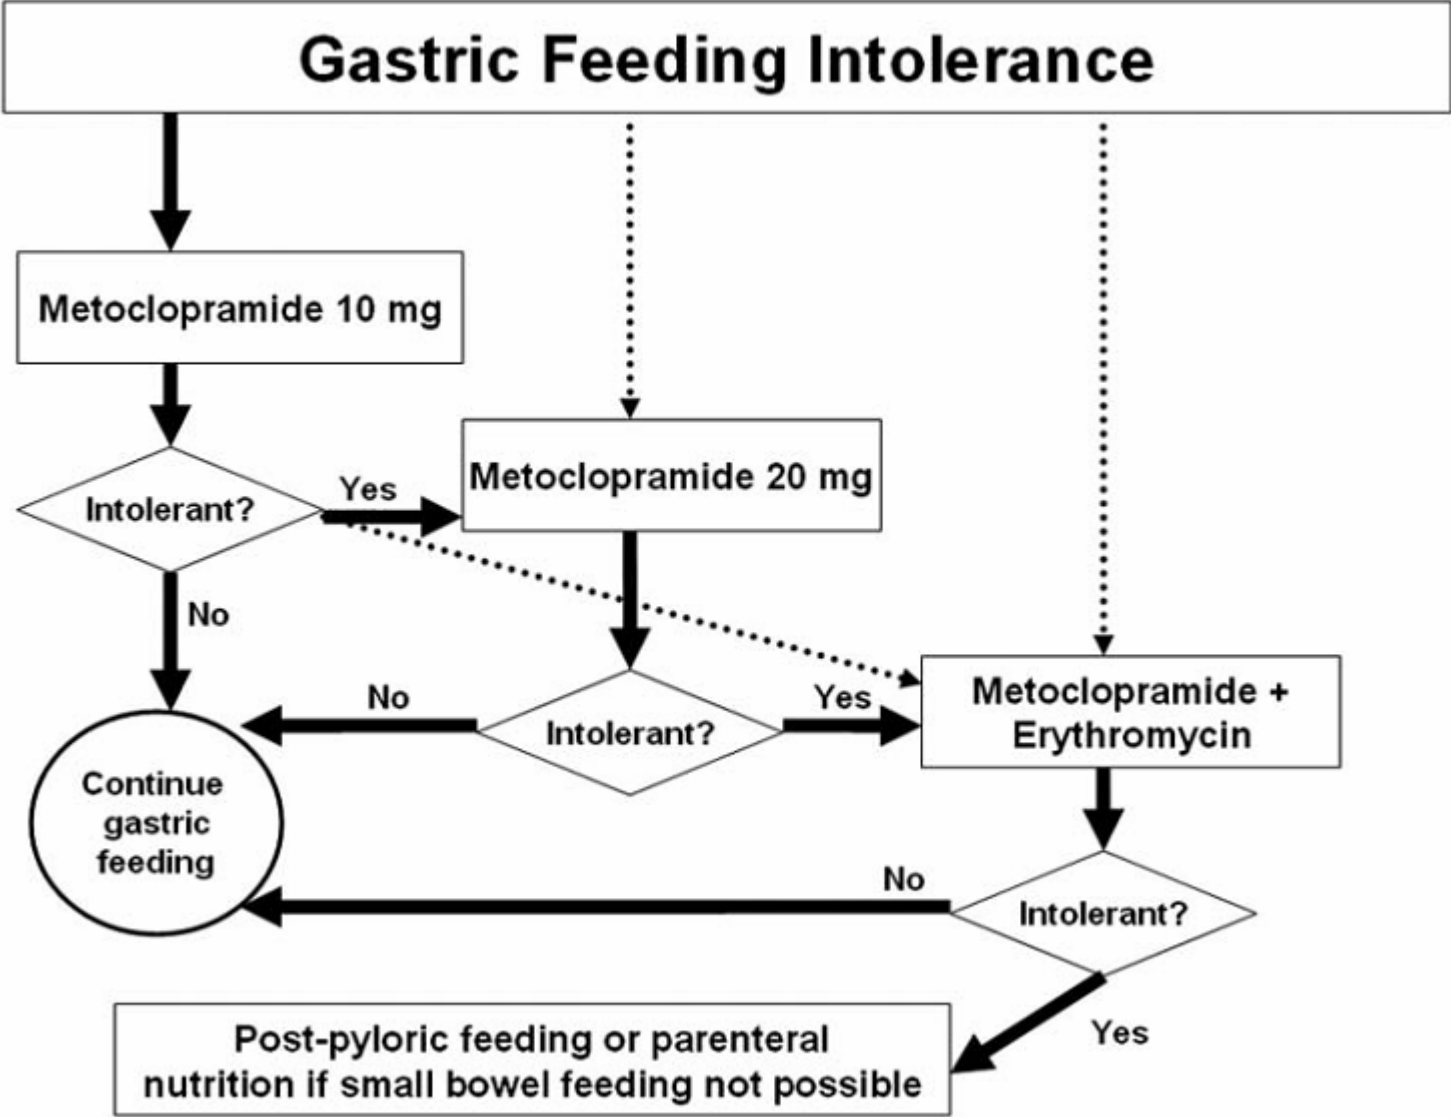 Gastric Feeding Intolerance
Metoclopramide 10 mg
Intolerant?
Yes
Metoclopramide 20 mg
No
No
Intolerant?
Yes
Metoclopramide +
Erythromycin
Continue
gastric
feeding
No
Intolerant?
Yes
Post-pyloric feeding or parenteral
nutrition if small bowel feeding not possible